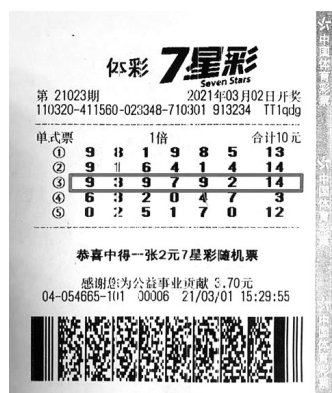 体彩 7星彩
Seven Stars
第 21023期 2021年03月02日开奖
110320-411560-023348-710301 913234 TT1qdg
单式票 1倍 合计10元
① 9 8 1 9 8 5 13
② 9 1 6 4 1 4 14
③ 9 3 9 7 9 2 14
④ 6 3 2 0 4 7 3
⑤ 0 2 5 1 7 0 12
恭喜中得一张2元7星彩随机票
感谢您为公益事业贡献 3.70元
04-054665-101 00006 21/03/01 15:29:55
中国体育彩票